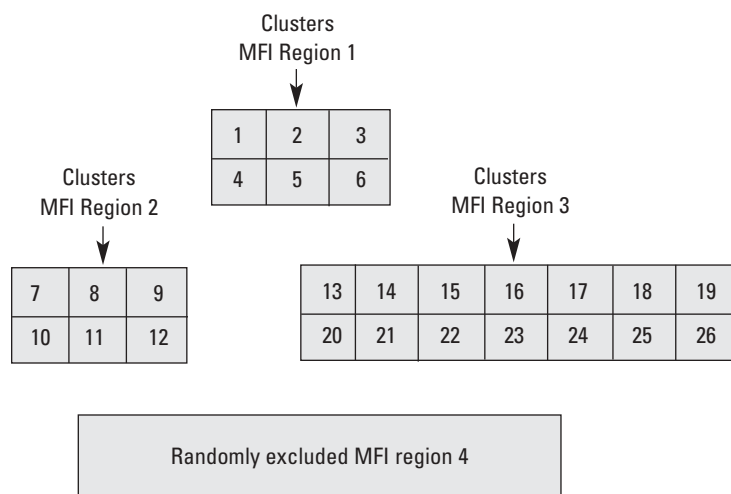 Clusters
MFI Region 1
1 2 3
4 5 6
Clusters
MFI Region 2
7 8 9
10 11 12
Clusters
MFI Region 3
13 14 15 16 17 18 19
20 21 22 23 24 25 26
Randomly excluded MFI region 4